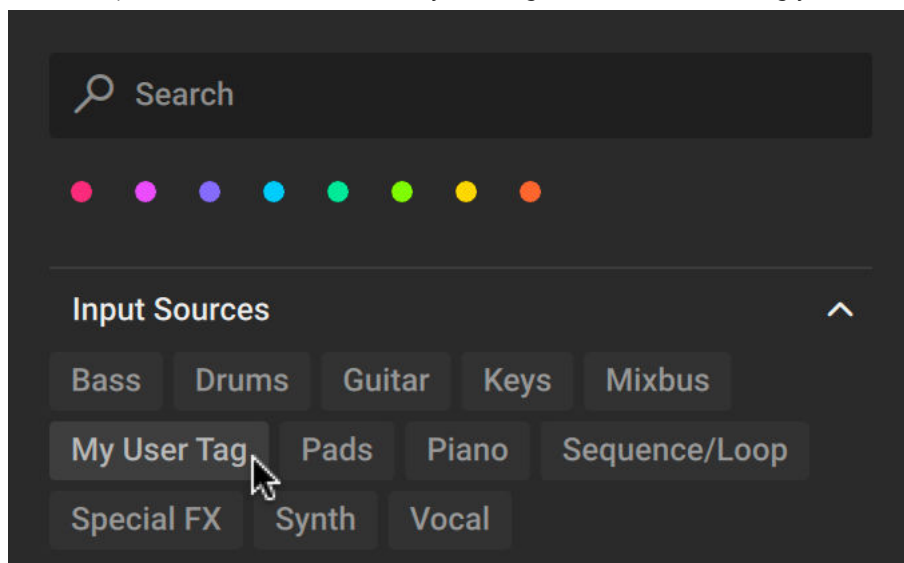 Search
Input Sources
Bass Drums Guitar Keys Mixbus
My User Tag Pads Piano Sequence/Loop
Special FX Synth Vocal